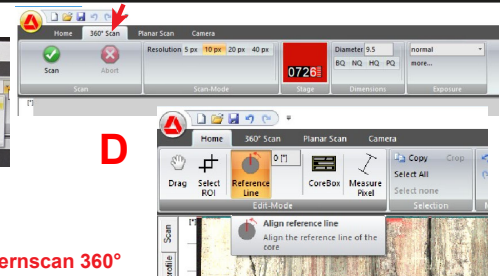 Home 360° Scan Planar Scan Camera
Resolution 5 px 10 px 20 px 40 px
Diameter 9.5
normal
BQ NQ HQ PQ
more...
0726
Scan Abort
Scan Scan-Mode Stage Dimensions Exposure
D
Home 360° Scan Planar Scan Camera
0 [°]
Copy Crop
Select All
Select none
Drag Select ROI Reference Line CoreBox Measure Pixel
Edit-Mode Selection
Align reference line
Align the reference line of the
core
Scan
profile
ernscan 360°